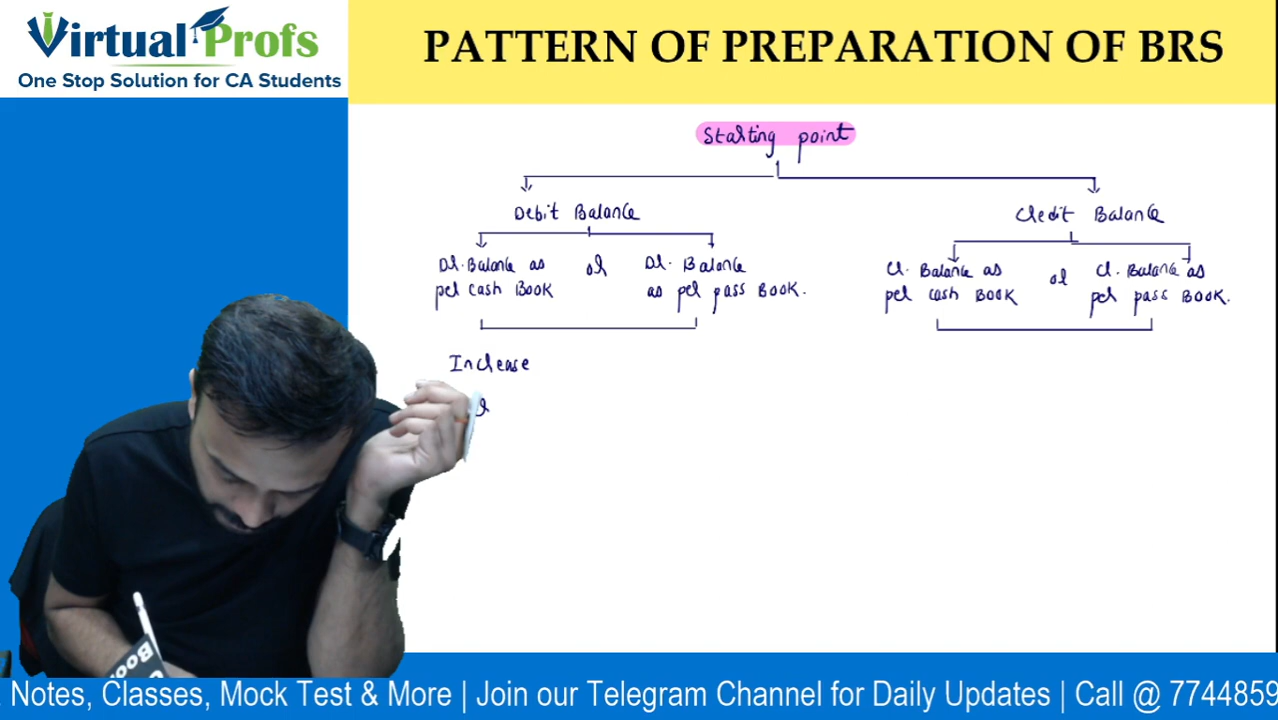 Virtual Profs
One Stop Solution for CA Students
PATTERN OF PREPARATION OF BRS
Starting point
Debit Balance
Credit Balance
Dr. Balance as
per cash Book
or
Dr. Balance
as per pass Book.
Cr. Balance as
per cash Book
or
Cr. Balance as
per pass Book.
Increase
Notes, Classes, Mock Test & More | Join our Telegram Channel for Daily Updates | Call @ 7744859